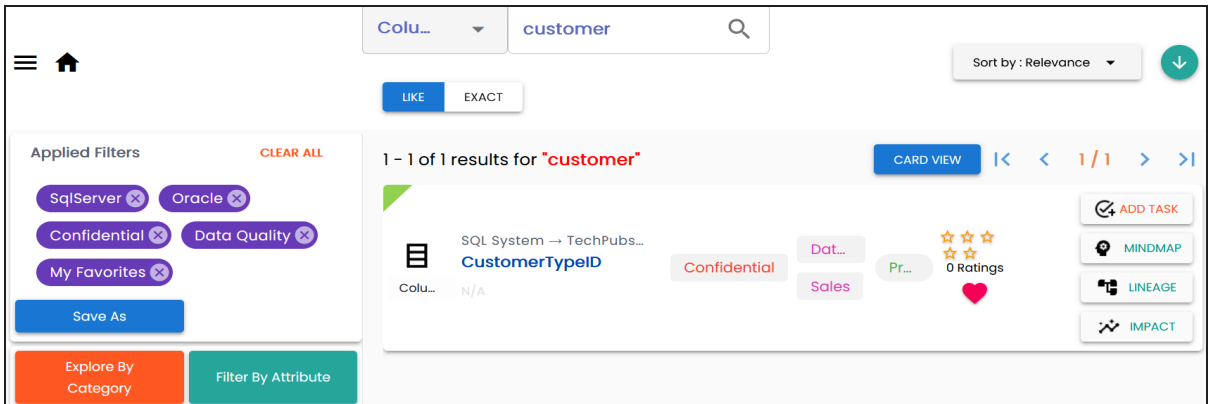 Colu... customer
Sort by : Relevance
LIKE EXACT
Applied Filters CLEAR ALL
SqlServer Oracle
Confidential Data Quality
My Favorites
Save As
Explore By
Category
Filter By Attribute
1 - 1 of 1 results for "customer"
CARD VIEW 1 / 1
Colu...
SQL System → TechPubs...
CustomerTypeID
N/A
Confidential
Dat...
Sales
Pr...
0 Ratings
ADD TASK
MINDMAP
LINEAGE
IMPACT